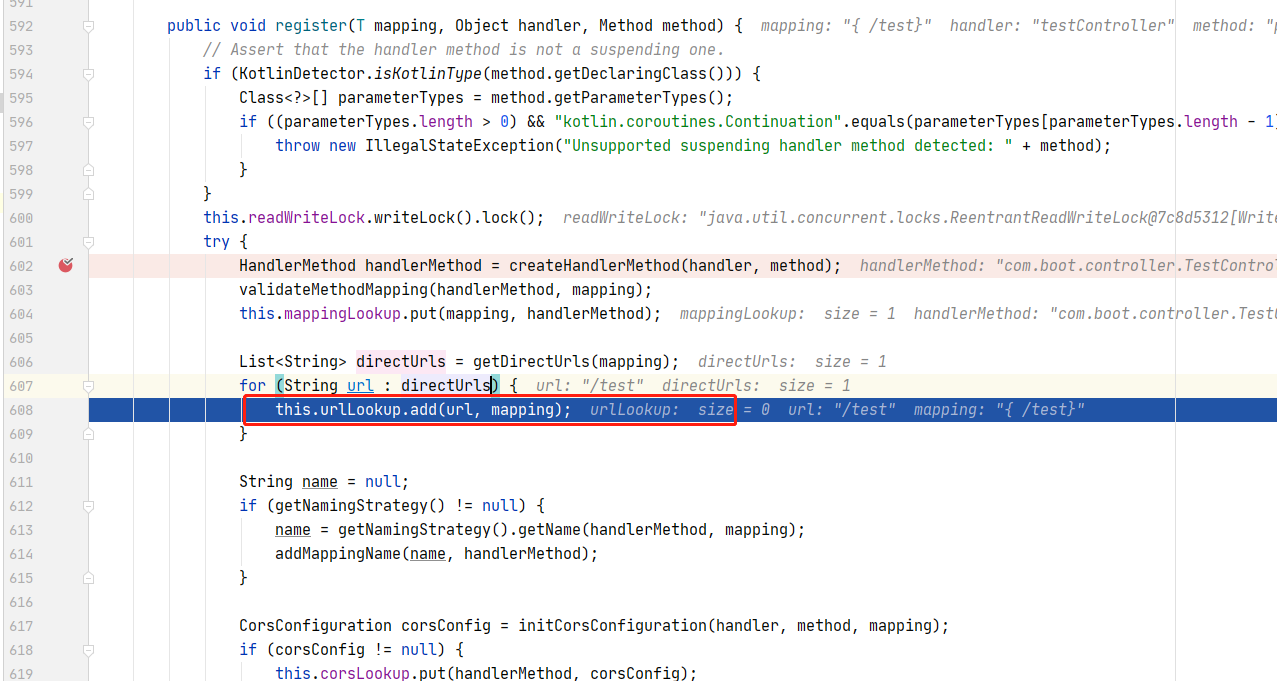 591
592 public void register(T mapping, Object handler, Method method) { mapping: "{ /test}" handler: "testController" method: "p
593 // Assert that the handler method is not a suspending one.
594 if (KotlinDetector.isKotlinType(method.getDeclaringClass())) {
595 Class<?>[] parameterTypes = method.getParameterTypes();
596 if ((parameterTypes.length > 0) && "kotlin.coroutines.Continuation".equals(parameterTypes[parameterTypes.length - 1]
597 throw new IllegalStateException("Unsupported suspending handler method detected: " + method);
598 }
599 }
600 this.readWriteLock.writeLock().lock(); readWriteLock: "java.util.concurrent.locks.ReentrantReadWriteLock@7c8d5312[Write
601 try {
602 HandlerMethod handlerMethod = createHandlerMethod(handler, method); handlerMethod: "com.boot.controller.TestControl
603 validateMethodMapping(handlerMethod, mapping);
604 this.mappingLookup.put(mapping, handlerMethod); mappingLookup: size = 1 handlerMethod: "com.boot.controller.TestC
605
606 List<String> directUrls = getDirectUrls(mapping); directUrls: size = 1
607 for (String url : directUrls) { url: "/test" directUrls: size = 1
608 this.urlLookup.add(url, mapping); urlLookup: size = 0 url: "/test" mapping: "{ /test}"
609 }
610
611 String name = null;
612 if (getNamingStrategy() != null) {
613 name = getNamingStrategy().getName(handlerMethod, mapping);
614 addMappingName(name, handlerMethod);
615 }
616
617 CorsConfiguration corsConfig = initCorsConfiguration(handler, method, mapping);
618 if (corsConfig != null) {
619 this.corsLookup.put(handlerMethod, corsConfig);